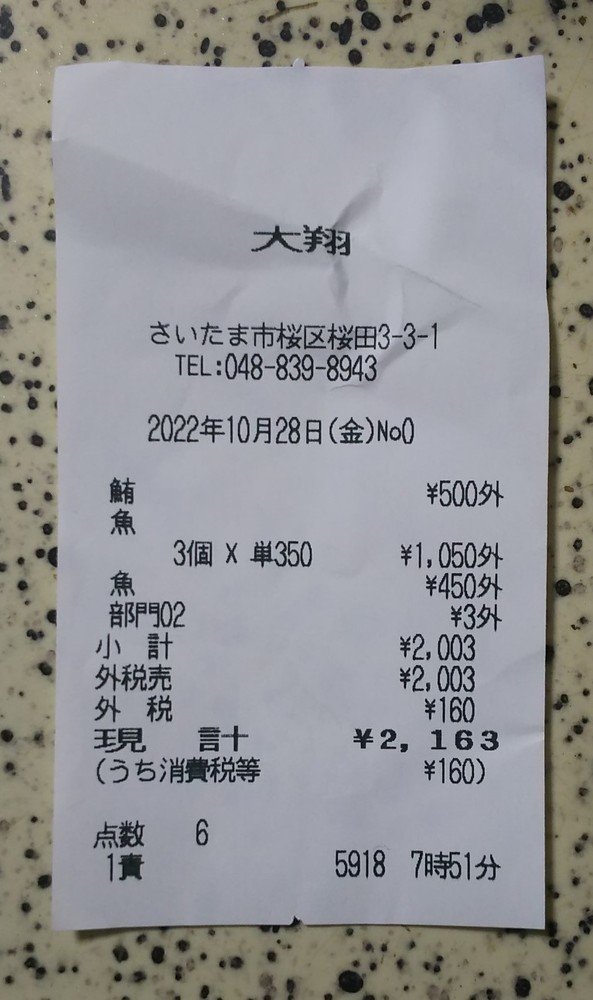 大翔
さいたま市桜区桜田3-3-1
TEL:048-839-8943
2022年10月28日(金)No0
鮪 ¥500外
魚
3個 X 単350 ¥1,050外
魚 ¥450外
部門02 ¥3外
小 計 ¥2,003
外税売 ¥2,003
外 税 ¥160
現 計 ¥2,163
(うち消費税等 ¥160)
点数 6
1責 5918 7時51分